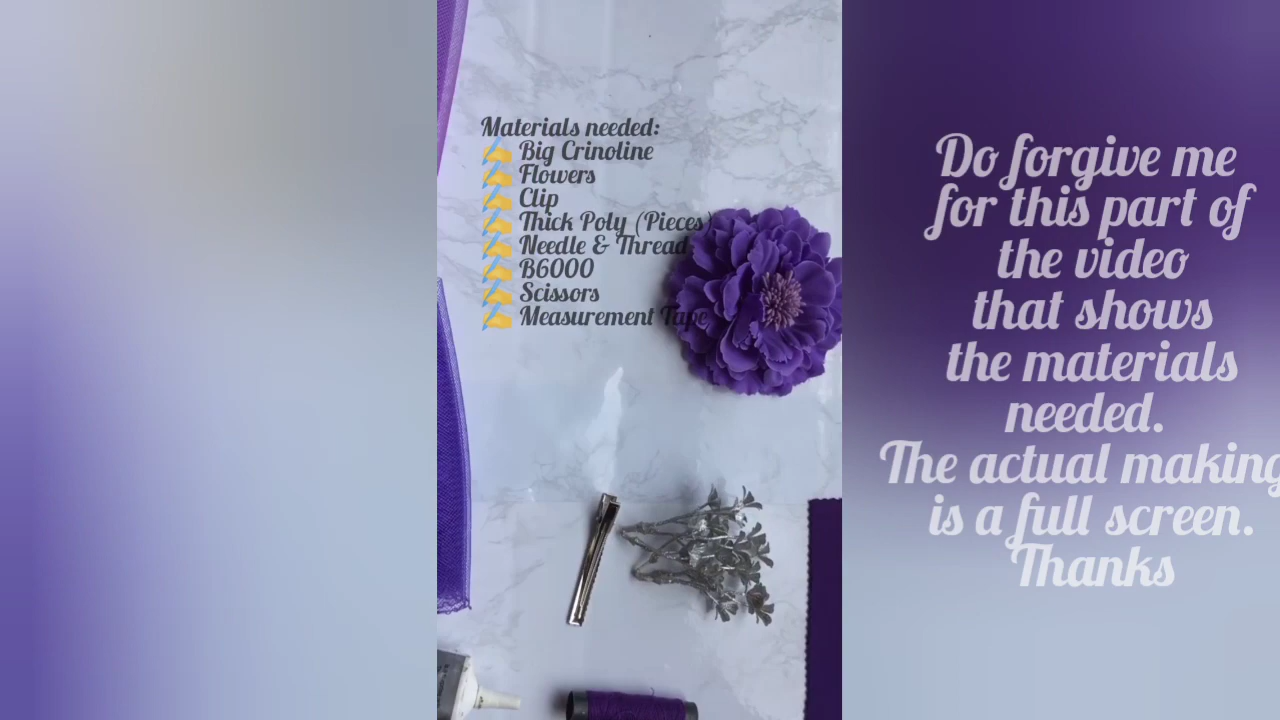 Materials needed:
✍ Big Crinoline
✍ Flowers
✍ Clip
✍ Thick Poly (Pieces)
✍ Needle & Thread
✍ B6000
✍ Scissors
✍ Measurement Tape
Do forgive me
for this part of
the video
that shows
the materials
needed.
The actual making
is a full screen.
Thanks